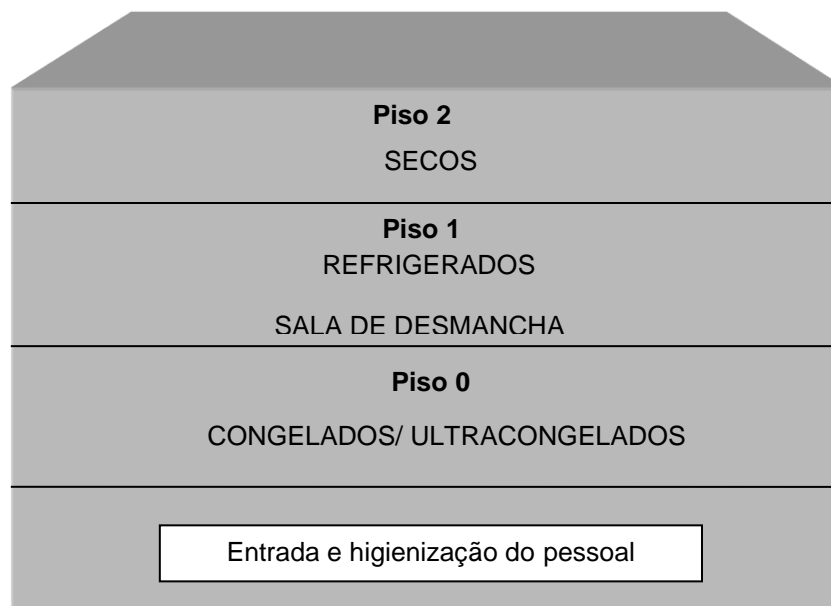 Piso 2
SECOS
Piso 1
REFRIGERADOS
SALA DE DESMANCHA
Piso 0
CONGELADOS/ ULTRACONGELADOS
Entrada e higienização do pessoal